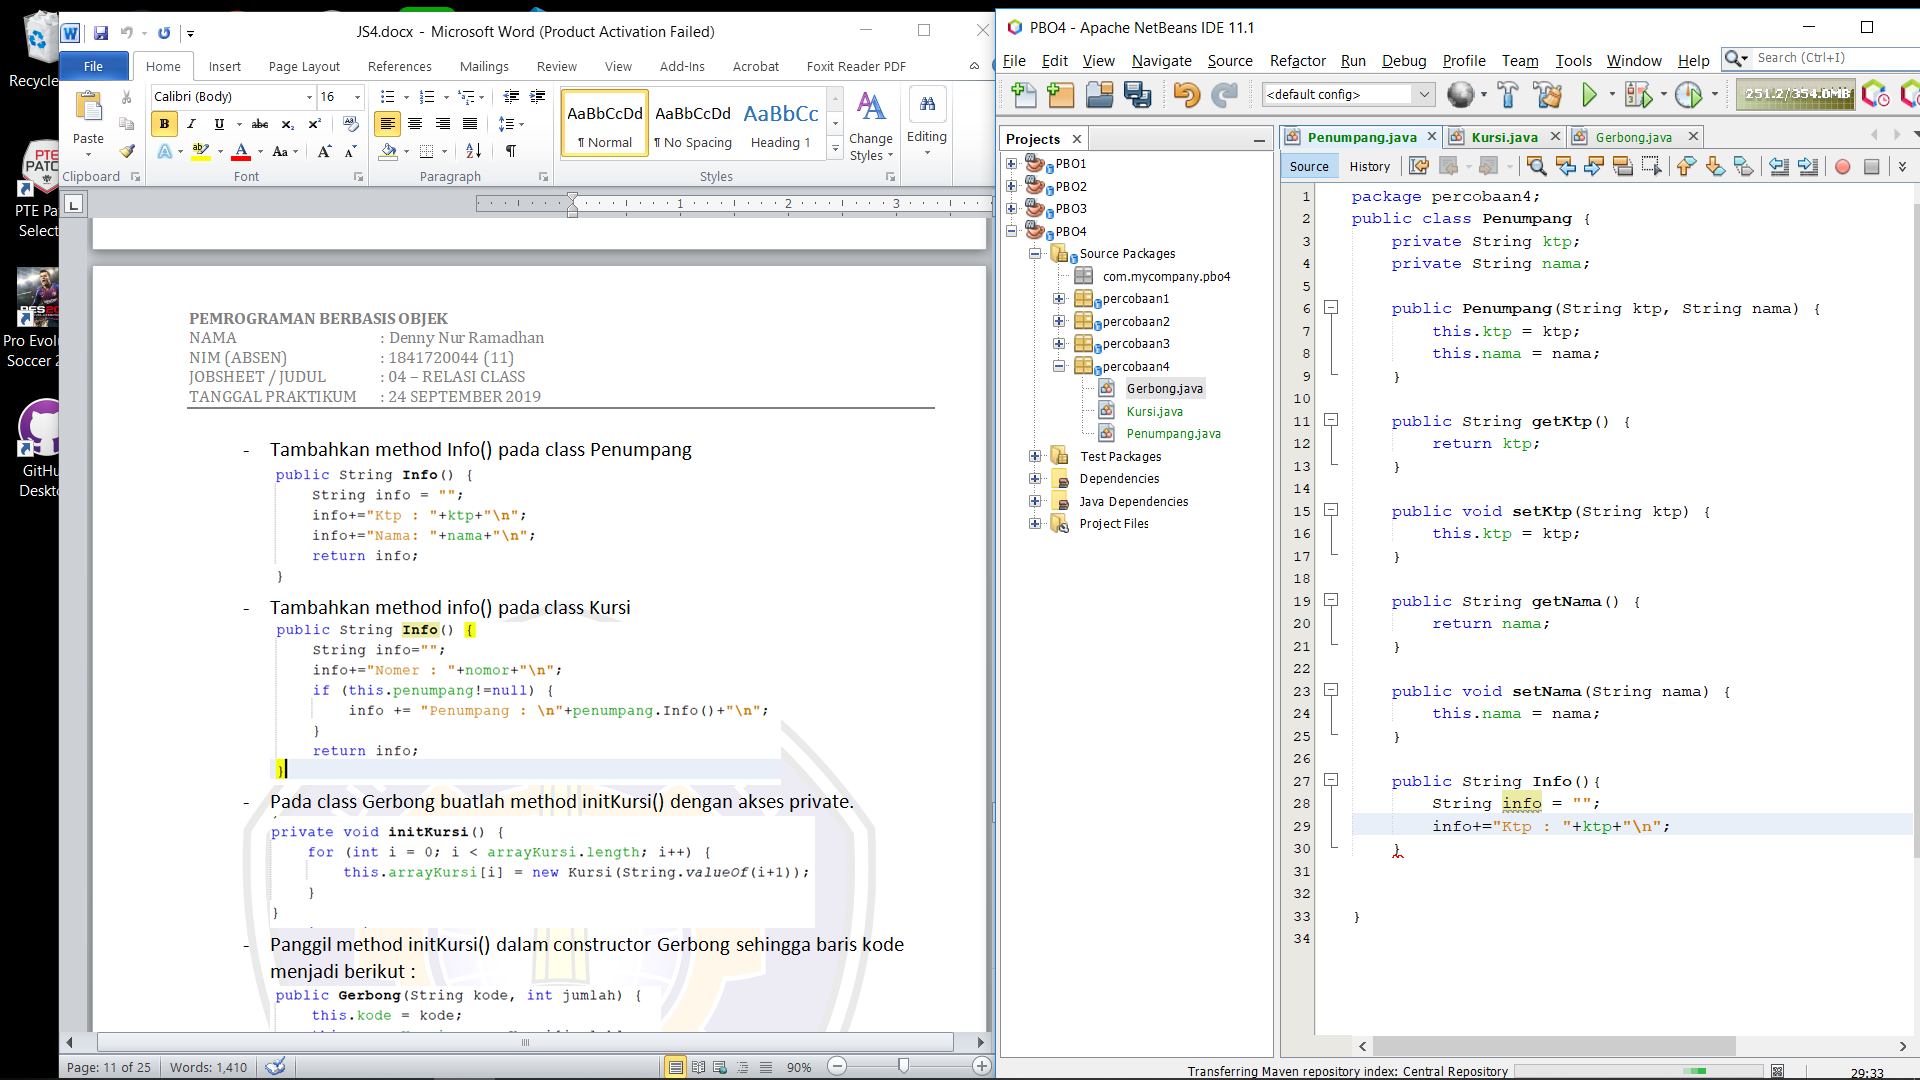 Recycle
PTE Pa
Select
Pro Evol
Soccer 2
GitHu
Deskto
JS4.docx - Microsoft Word (Product Activation Failed)
File Home Insert Page Layout References Mailings Review View Add-Ins Acrobat Foxit Reader PDF
Paste
Calibri (Body) 16
B I U abc x₂ x²
A ab A Aa A A
AaBbCcDd AaBbCcDd AaBbCc
¶ Normal ¶ No Spacing Heading 1
Change Styles
Editing
Clipboard Font Paragraph Styles
1 2 3
PEMROGRAMAN BERBASIS OBJEK
NAMA : Denny Nur Ramadhan
NIM (ABSEN) : 1841720044 (11)
JOBSHEET / JUDUL : 04 – RELASI CLASS
TANGGAL PRAKTIKUM : 24 SEPTEMBER 2019
- Tambahkan method Info() pada class Penumpang
public String Info() {
String info = "";
info+="Ktp : "+ktp+"\n";
info+="Nama: "+nama+"\n";
return info;
}
- Tambahkan method info() pada class Kursi
public String Info() {
String info="";
info+="Nomer : "+nomor+"\n";
if (this.penumpang!=null) {
info += "Penumpang : \n"+penumpang.Info()+"\n";
}
return info;
}
- Pada class Gerbong buatlah method initKursi() dengan akses private.
private void initKursi() {
for (int i = 0; i < arrayKursi.length; i++) {
this.arrayKursi[i] = new Kursi(String.valueOf(i+1));
}
}
- Panggil method initKursi() dalam constructor Gerbong sehingga baris kode
menjadi berikut :
public Gerbong(String kode, int jumlah) {
this.kode = kode;
Page: 11 of 25 Words: 1,410 90%
PBO4 - Apache NetBeans IDE 11.1
File Edit View Navigate Source Refactor Run Debug Profile Team Tools Window Help Search (Ctrl+I)
<default config> 251.2/354.0MB
Projects
PBO1
PBO2
PBO3
PBO4
Source Packages
com.mycompany.pbo4
percobaan1
percobaan2
percobaan3
percobaan4
Gerbong.java
Kursi.java
Penumpang.java
Test Packages
Dependencies
Java Dependencies
Project Files
Penumpang.java Kursi.java Gerbong.java
Source History
1 package percobaan4;
2 public class Penumpang {
3 private String ktp;
4 private String nama;
5
6 public Penumpang(String ktp, String nama) {
7 this.ktp = ktp;
8 this.nama = nama;
9 }
10
11 public String getKtp() {
12 return ktp;
13 }
14
15 public void setKtp(String ktp) {
16 this.ktp = ktp;
17 }
18
19 public String getNama() {
20 return nama;
21 }
22
23 public void setNama(String nama) {
24 this.nama = nama;
25 }
26
27 public String Info(){
28 String info = "";
29 info+="Ktp : "+ktp+"\n";
30 }
31
32
33 }
34
Transferring Maven repository index: Central Repository 29:33